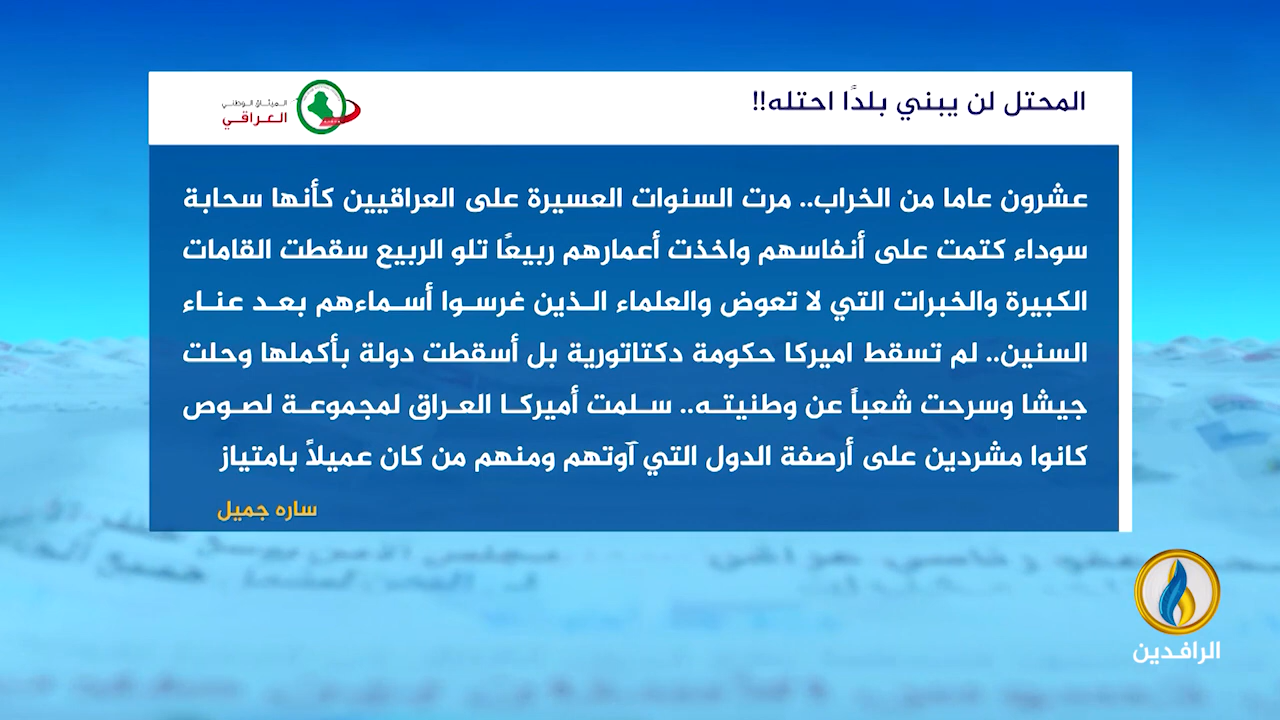 المحتل لن يبني بلدًا احتله!!
الميثاق الوطني
العراقي
عشرون عاما من الخراب.. مرت السنوات العسيرة على العراقيين كأنها سحابة
سوداء كتمت على أنفاسهم واخذت أعمارهم ربيعًا تلو الربيع سقطت القامات
الكبيرة والخبرات التي لا تعوض والعلماء الذين غرسوا أسماءهم بعد عناء
السنين.. لم تسقط اميركا حكومة دكتاتورية بل أسقطت دولة بأكملها وحلت
جيشا وسرحت شعباً عن وطنيته.. سلمت أميركا العراق لمجموعة لصوص
كانوا مشردين على أرصفة الدول التي آوتهم ومنهم من كان عميلاً بامتياز
ساره جميل
الرافدين